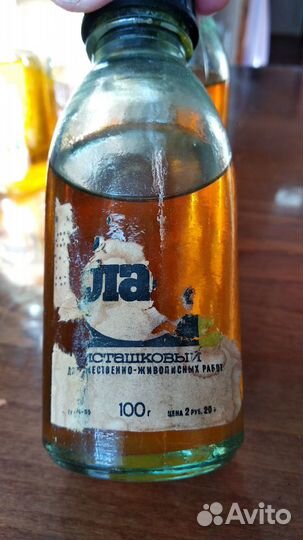 ла
исташковый
ественно-живописных работ
100 г ЦЕНА 2 РУБ. 20
Avito